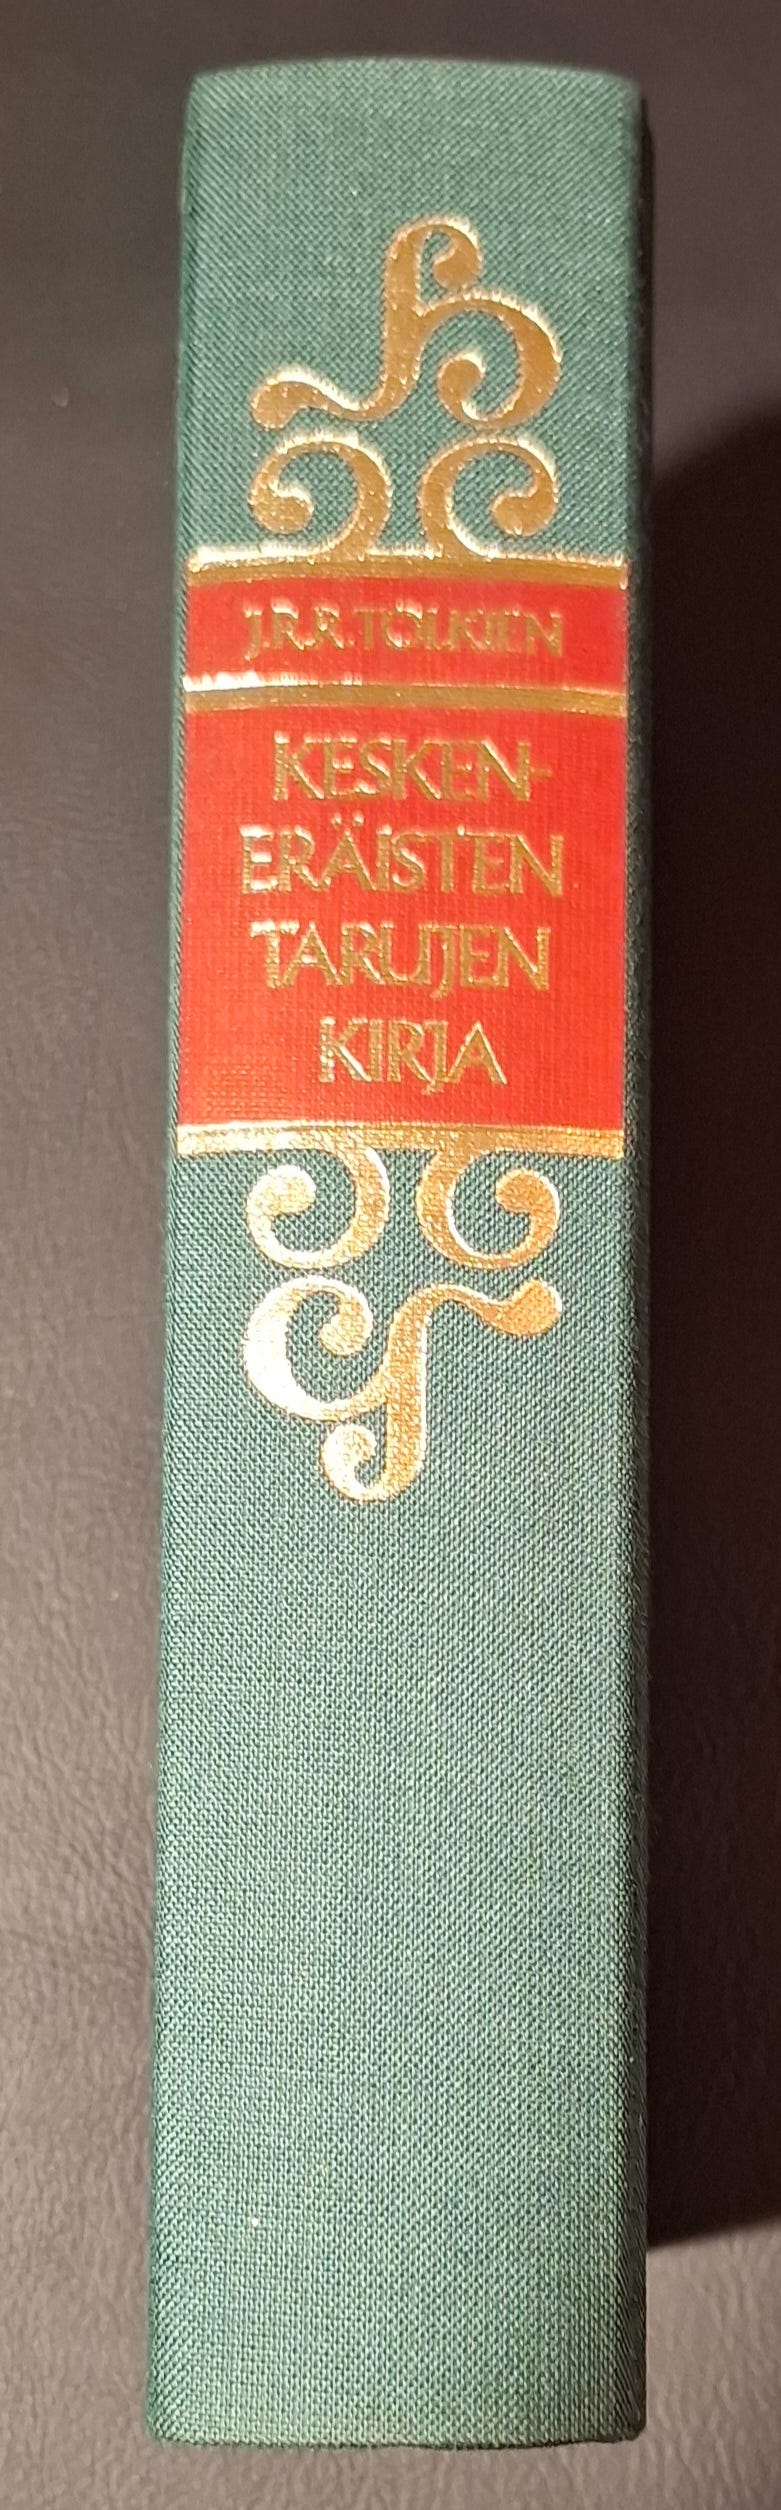 J.R.R. TOLKIEN
KESKEN-
ERÄISTEN
TARUJEN
KIRJA